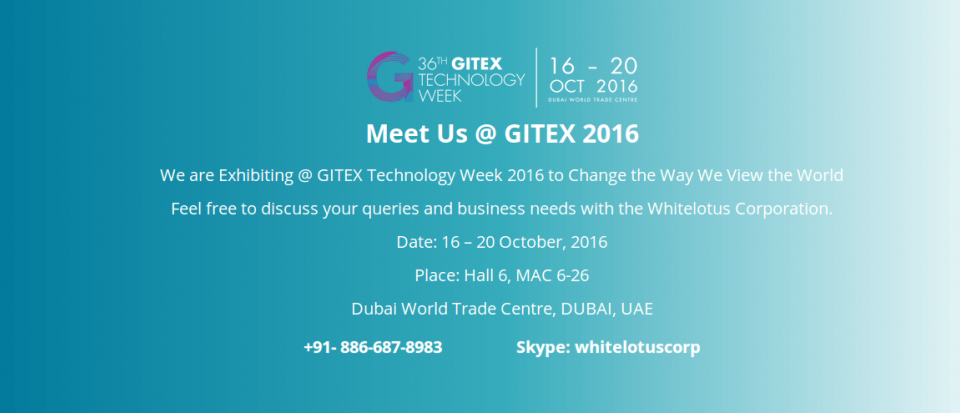 36TH GITEX
TECHNOLOGY
WEEK
16 – 20
OCT 2016
DUBAI WORLD TRADE CENTRE
Meet Us @ GITEX 2016
We are Exhibiting @ GITEX Technology Week 2016 to Change the Way We View the World
Feel free to discuss your queries and business needs with the Whitelotus Corporation.
Date: 16 – 20 October, 2016
Place: Hall 6, MAC 6-26
Dubai World Trade Centre, DUBAI, UAE
+91- 886-687-8983 Skype: whitelotuscorp